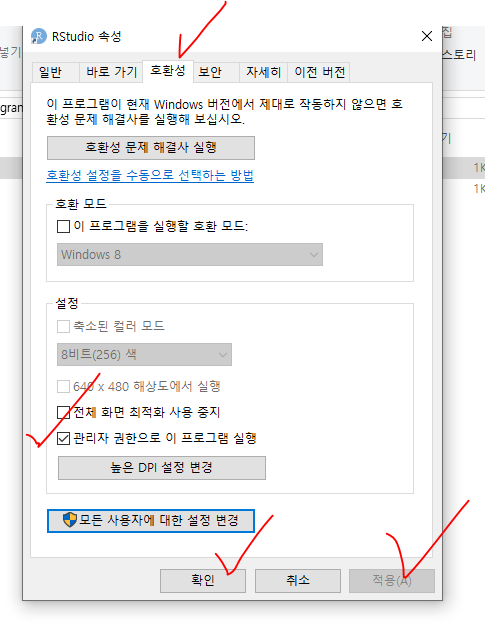 집
RStudio 속성
넣기
스토리
일반 바로 가기 호환성 보안 자세히 이전 버전
gran
이 프로그램이 현재 Windows 버전에서 제대로 작동하지 않으면 호
환성 문제 해결사를 실행해 보십시오.
호환성 문제 해결사 실행
기
1K
호환성 설정을 수동으로 선택하는 방법
1K
호환 모드
이 프로그램을 실행할 호환 모드:
Windows 8
설정
축소된 컬러 모드
8비트(256) 색
640 x 480 해상도에서 실행
전체 화면 최적화 사용 중지
관리자 권한으로 이 프로그램 실행
높은 DPI 설정 변경
모든 사용자에 대한 설정 변경
확인 취소 적용(A)